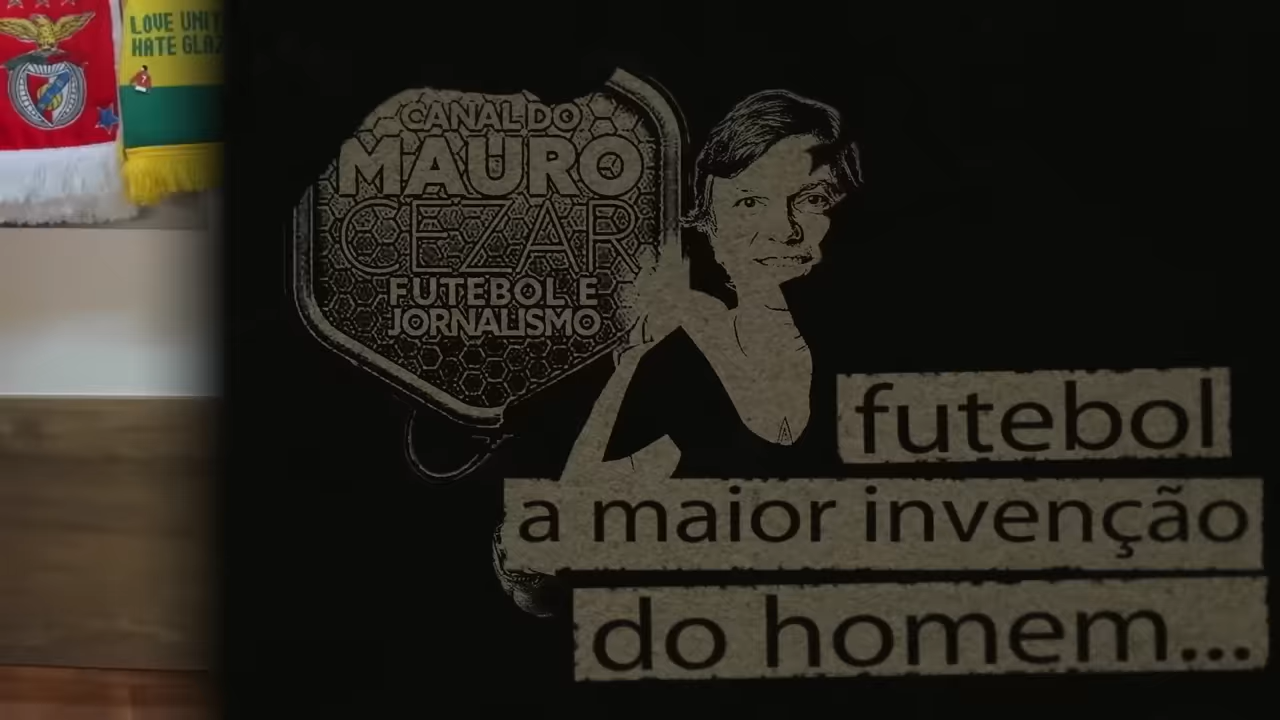 LOVE UNIT
HATE GLAZ
CANAL DO
MAURO
CEZAR
FUTEBOL E
JORNALISMO
futebol
a maior invenção
do homem...